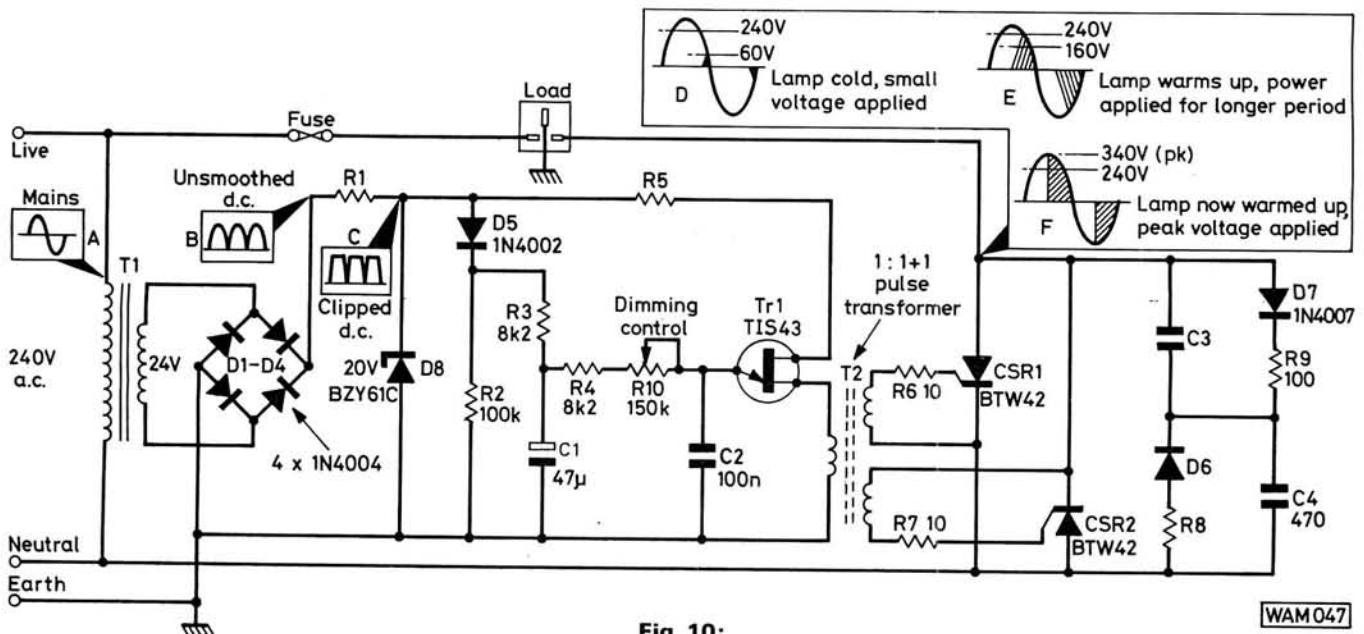 240V
60V
D
Lamp cold, small
voltage applied
240V
160V
E
Lamp warms up, power
applied for longer period
340V (pk)
240V
F
Lamp now warmed up,
peak voltage applied
Live
Fuse
Load
Mains
A
Unsmoothed
d.c.
B
R1
C
Clipped
d.c.
R5
D5
1N4002
T1
240V
a.c.
24V
D1–D4
4 x 1N4004
20V
D8
BZY61C
R3
8k2
R2
100k
C1
47µ
R4
8k2
Dimming
control
R10
150k
C2
100n
Tr1
TIS43
1 : 1+1
pulse
transformer
T2
R6 10
CSR1
BTW42
R7 10
CSR2
BTW42
C3
D7
1N4007
R9
100
D6
R8
C4
470
Neutral
Earth
WAM047
Fig. 10: